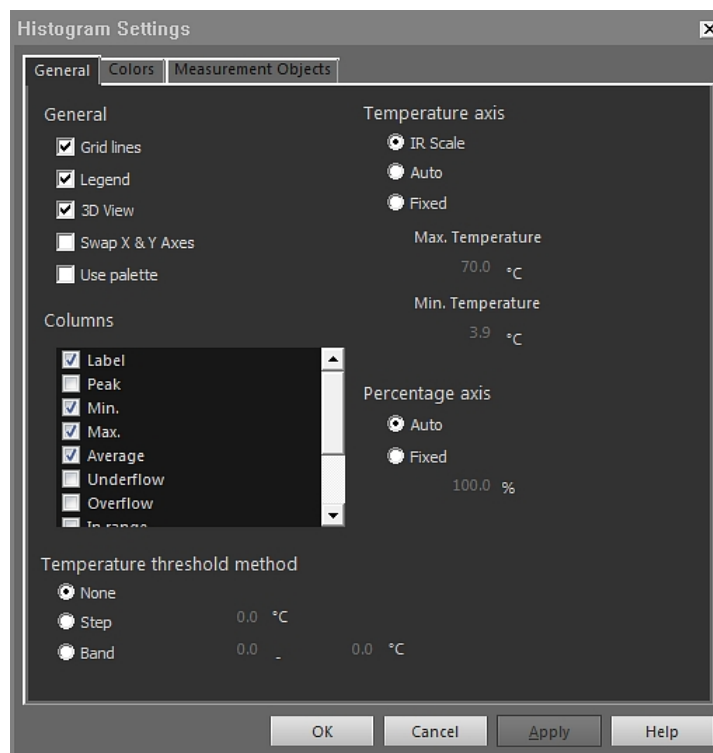 Histogram Settings
General Colors Measurement Objects
General
Grid lines
Legend
3D View
Swap X & Y Axes
Use palette
Columns
Label
Peak
Min.
Max.
Average
Underflow
Overflow
In range
Temperature threshold method
None
Step 0.0 °C
Band 0.0 - 0.0 °C
Temperature axis
IR Scale
Auto
Fixed
Max. Temperature
70.0 °C
Min. Temperature
3.9 °C
Percentage axis
Auto
Fixed
100.0 %
OK Cancel Apply Help